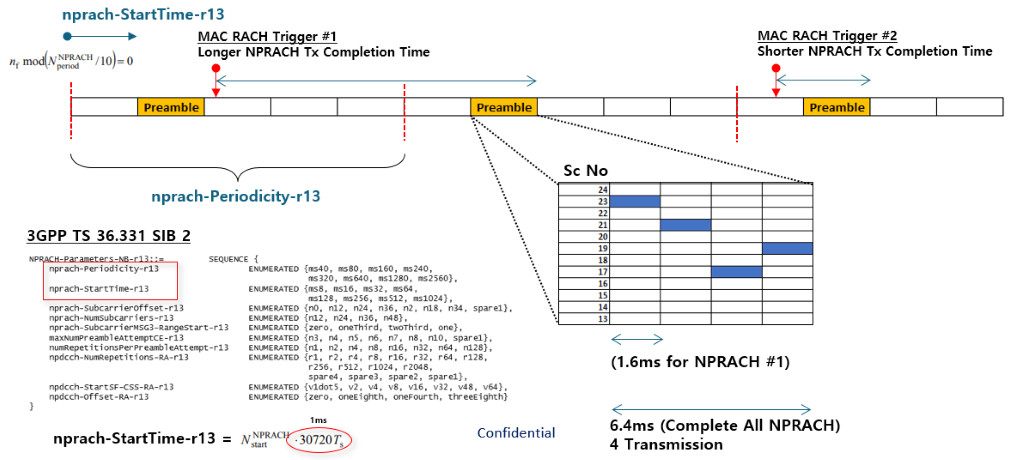 nprach-StartTime-r13
n_f mod(N_period^NPRACH /10)= 0
MAC RACH Trigger #1
Longer NPRACH Tx Completion Time
MAC RACH Trigger #2
Shorter NPRACH Tx Completion Time
Preamble
Preamble
Preamble
nprach-Periodicity-r13
Sc No
24
23
22
21
20
19
18
17
16
15
14
13
3GPP TS 36.331 SIB 2
NPRACH-Parameters-NB-r13::= SEQUENCE {
nprach-Periodicity-r13 ENUMERATED {ms40, ms80, ms160, ms240,
ms320, ms640, ms1280, ms2560},
nprach-StartTime-r13 ENUMERATED {ms8, ms16, ms32, ms64,
ms128, ms256, ms512, ms1024},
nprach-SubcarrierOffset-r13 ENUMERATED {n0, n12, n24, n36, n2, n18, n34, spare1},
nprach-NumSubcarriers-r13 ENUMERATED {n12, n24, n36, n48},
nprach-SubcarrierMSG3-RangeStart-r13 ENUMERATED {zero, oneThird, twoThird, one},
maxNumPreambleAttemptCE-r13 ENUMERATED {n3, n4, n5, n6, n7, n8, n10, spare1},
numRepetitionsPerPreambleAttempt-r13 ENUMERATED {n1, n2, n4, n8, n16, n32, n64, n128},
npdcch-NumRepetitions-RA-r13 ENUMERATED {r1, r2, r4, r8, r16, r32, r64, r128,
r256, r512, r1024, r2048,
spare4, spare3, spare2, spare1},
npdcch-StartSF-CSS-RA-r13 ENUMERATED {v1dot5, v2, v4, v8, v16, v32, v48, v64},
npdcch-Offset-RA-r13 ENUMERATED {zero, oneEighth, oneFourth, threeEighth}
}
(1.6ms for NPRACH #1)
6.4ms (Complete All NPRACH)
4 Transmission
1ms
nprach-StartTime-r13 = N_start^NPRACH ·30720T_s
Confidential